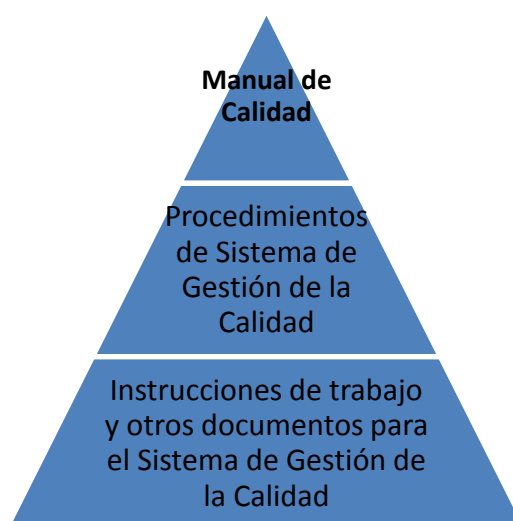 Manual de
Calidad
Procedimientos
de Sistema de
Gestión de la
Calidad
Instrucciones de trabajo
y otros documentos para
el Sistema de Gestión de
la Calidad